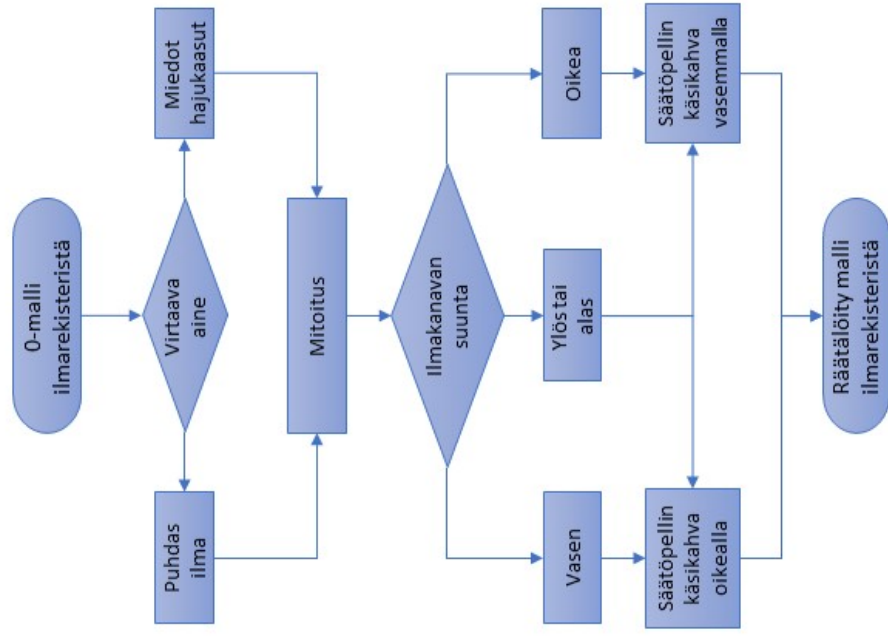 0-malli
ilmarekisteristä
Virtaava
aine
Puhdas
ilma
Miedot
hajukaasut
Mitoitus
Ilmakanavan
suunta
Vasen
Ylös tai
alas
Oikea
Säätöpellin
käsikahva
oikealla
Säätöpellin
käsikahva
vasemmalla
Räätälöity malli
ilmarekisteristä